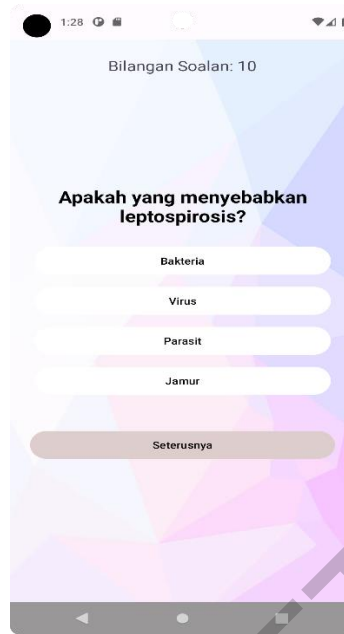 1:28
Bilangan Soalan: 10
Apakah yang menyebabkan
leptospirosis?
Bakteria
Virus
Parasit
Jamur
Seterusnya